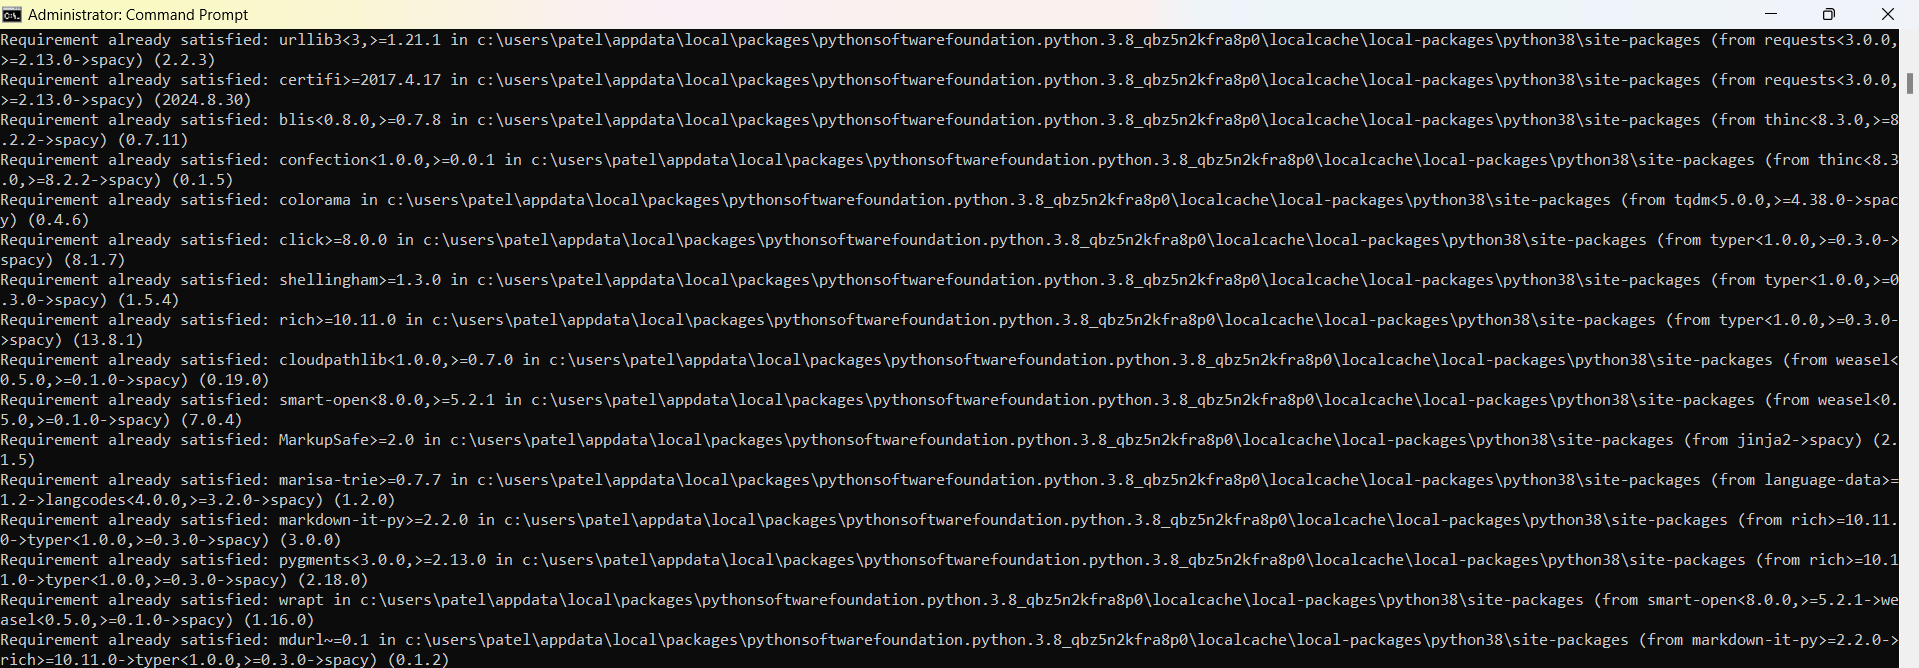 Administrator: Command Prompt
Requirement already satisfied: urllib3<3,>=1.21.1 in c:\users\patel\appdata\local\packages\pythonsoftwarefoundation.python.3.8_qbz5n2kfra8p0\localcache\local-packages\python38\site-packages (from requests<3.0.0,
>=2.13.0->spacy) (2.2.3)
Requirement already satisfied: certifi>=2017.4.17 in c:\users\patel\appdata\local\packages\pythonsoftwarefoundation.python.3.8_qbz5n2kfra8p0\localcache\local-packages\python38\site-packages (from requests<3.0.0,
>=2.13.0->spacy) (2024.8.30)
Requirement already satisfied: blis<0.8.0,>=0.7.8 in c:\users\patel\appdata\local\packages\pythonsoftwarefoundation.python.3.8_qbz5n2kfra8p0\localcache\local-packages\python38\site-packages (from thinc<8.3.0,>=8
.2.2->spacy) (0.7.11)
Requirement already satisfied: confection<1.0.0,>=0.0.1 in c:\users\patel\appdata\local\packages\pythonsoftwarefoundation.python.3.8_qbz5n2kfra8p0\localcache\local-packages\python38\site-packages (from thinc<8.3
.0,>=8.2.2->spacy) (0.1.5)
Requirement already satisfied: colorama in c:\users\patel\appdata\local\packages\pythonsoftwarefoundation.python.3.8_qbz5n2kfra8p0\localcache\local-packages\python38\site-packages (from tqdm<5.0.0,>=4.38.0->spac
y) (0.4.6)
Requirement already satisfied: click>=8.0.0 in c:\users\patel\appdata\local\packages\pythonsoftwarefoundation.python.3.8_qbz5n2kfra8p0\localcache\local-packages\python38\site-packages (from typer<1.0.0,>=0.3.0->
spacy) (8.1.7)
Requirement already satisfied: shellingham>=1.3.0 in c:\users\patel\appdata\local\packages\pythonsoftwarefoundation.python.3.8_qbz5n2kfra8p0\localcache\local-packages\python38\site-packages (from typer<1.0.0,>=0
.3.0->spacy) (1.5.4)
Requirement already satisfied: rich>=10.11.0 in c:\users\patel\appdata\local\packages\pythonsoftwarefoundation.python.3.8_qbz5n2kfra8p0\localcache\local-packages\python38\site-packages (from typer<1.0.0,>=0.3.0-
>spacy) (13.8.1)
Requirement already satisfied: cloudpathlib<1.0.0,>=0.7.0 in c:\users\patel\appdata\local\packages\pythonsoftwarefoundation.python.3.8_qbz5n2kfra8p0\localcache\local-packages\python38\site-packages (from weasel<
0.5.0,>=0.1.0->spacy) (0.19.0)
Requirement already satisfied: smart-open<8.0.0,>=5.2.1 in c:\users\patel\appdata\local\packages\pythonsoftwarefoundation.python.3.8_qbz5n2kfra8p0\localcache\local-packages\python38\site-packages (from weasel<0.
5.0,>=0.1.0->spacy) (7.0.4)
Requirement already satisfied: MarkupSafe>=2.0 in c:\users\patel\appdata\local\packages\pythonsoftwarefoundation.python.3.8_qbz5n2kfra8p0\localcache\local-packages\python38\site-packages (from jinja2->spacy) (2.
1.5)
Requirement already satisfied: marisa-trie>=0.7.7 in c:\users\patel\appdata\local\packages\pythonsoftwarefoundation.python.3.8_qbz5n2kfra8p0\localcache\local-packages\python38\site-packages (from language-data>=
1.2->langcodes<4.0.0,>=3.2.0->spacy) (1.2.0)
Requirement already satisfied: markdown-it-py>=2.2.0 in c:\users\patel\appdata\local\packages\pythonsoftwarefoundation.python.3.8_qbz5n2kfra8p0\localcache\local-packages\python38\site-packages (from rich>=10.11.
0->typer<1.0.0,>=0.3.0->spacy) (3.0.0)
Requirement already satisfied: pygments<3.0.0,>=2.13.0 in c:\users\patel\appdata\local\packages\pythonsoftwarefoundation.python.3.8_qbz5n2kfra8p0\localcache\local-packages\python38\site-packages (from rich>=10.1
1.0->typer<1.0.0,>=0.3.0->spacy) (2.18.0)
Requirement already satisfied: wrapt in c:\users\patel\appdata\local\packages\pythonsoftwarefoundation.python.3.8_qbz5n2kfra8p0\localcache\local-packages\python38\site-packages (from smart-open<8.0.0,>=5.2.1->we
asel<0.5.0,>=0.1.0->spacy) (1.16.0)
Requirement already satisfied: mdurl~=0.1 in c:\users\patel\appdata\local\packages\pythonsoftwarefoundation.python.3.8_qbz5n2kfra8p0\localcache\local-packages\python38\site-packages (from markdown-it-py>=2.2.0->
rich>=10.11.0->typer<1.0.0,>=0.3.0->spacy) (0.1.2)